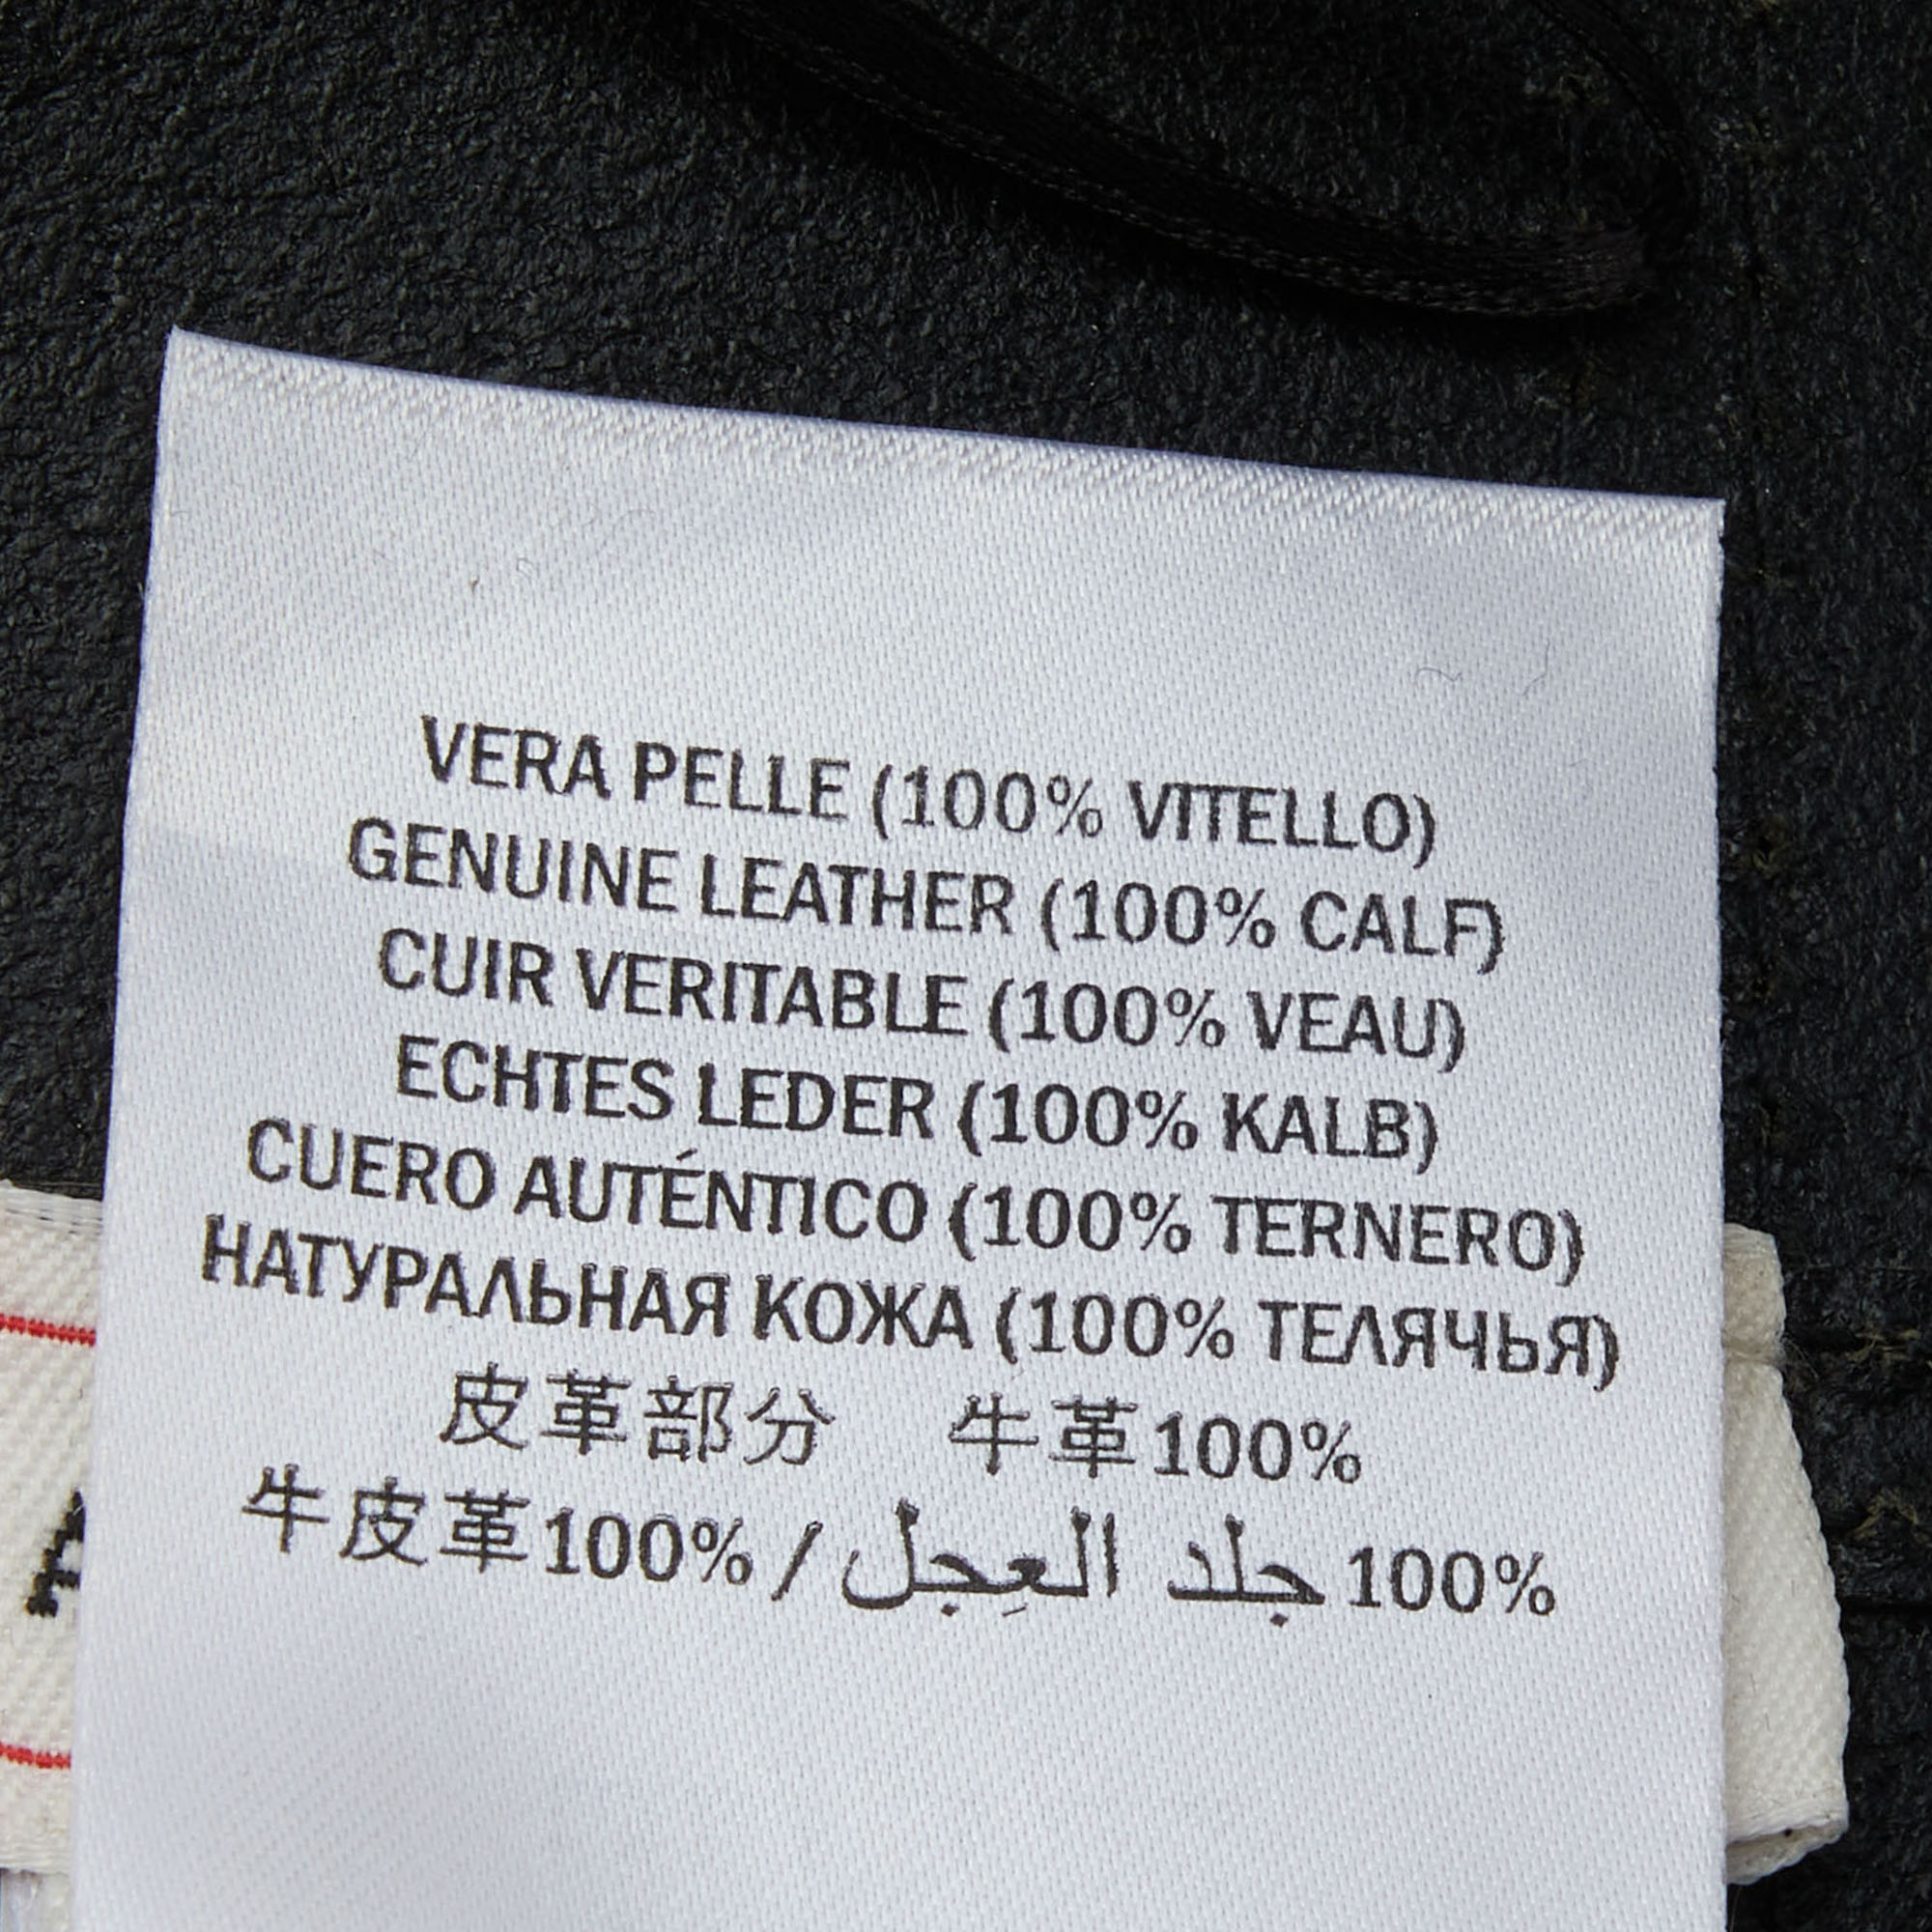 VERA PELLE (100% VITELLO)
GENUINE LEATHER (100% CALF)
CUIR VERITABLE (100% VEAU)
ECHTES LEDER (100% KALB)
CUERO AUTÉNTICO (100% TERNERO)
НАТУРАЛЬНАЯ КОЖА (100% ТЕЛЯЧЬЯ)
皮革部分 牛革100%
牛皮革100% / جلد العِجل 100%